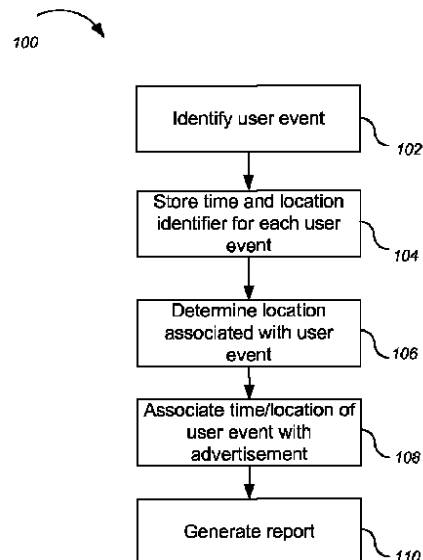 100
Identify user event
102
Store time and location
identifier for each user
event
104
Determine location
associated with user
event
106
Associate time/location of
user event with
advertisement
108
Generate report
110